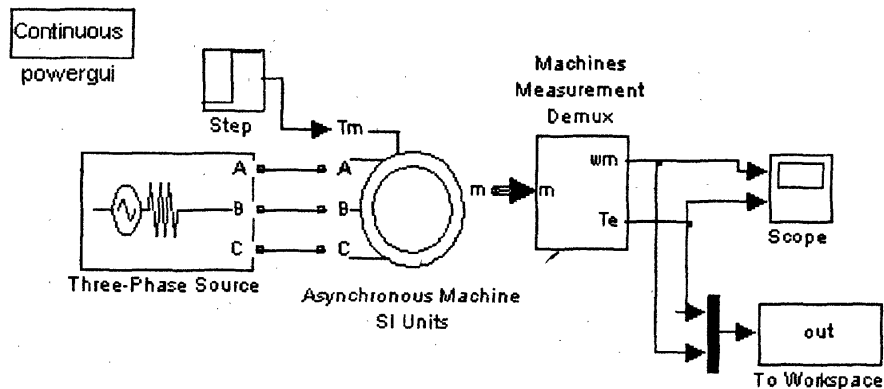 Continuous
powergui
Step
Tm
A
B
C
Three-Phase Source
A
B
C
m
Asynchronous Machine
SI Units
Machines
Measurement
Demux
m
wm
Te
Scope
out
To Workspace